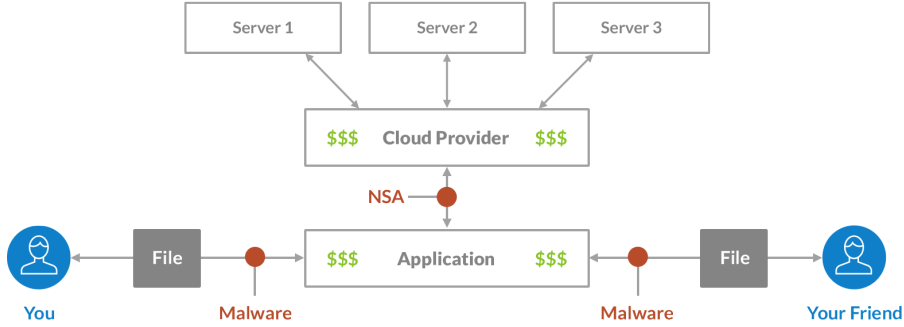 Server 1
Server 2
Server 3
$$$ Cloud Provider $$$
NSA
File
$$$ Application $$$
File
You
Malware
Malware
Your Friend